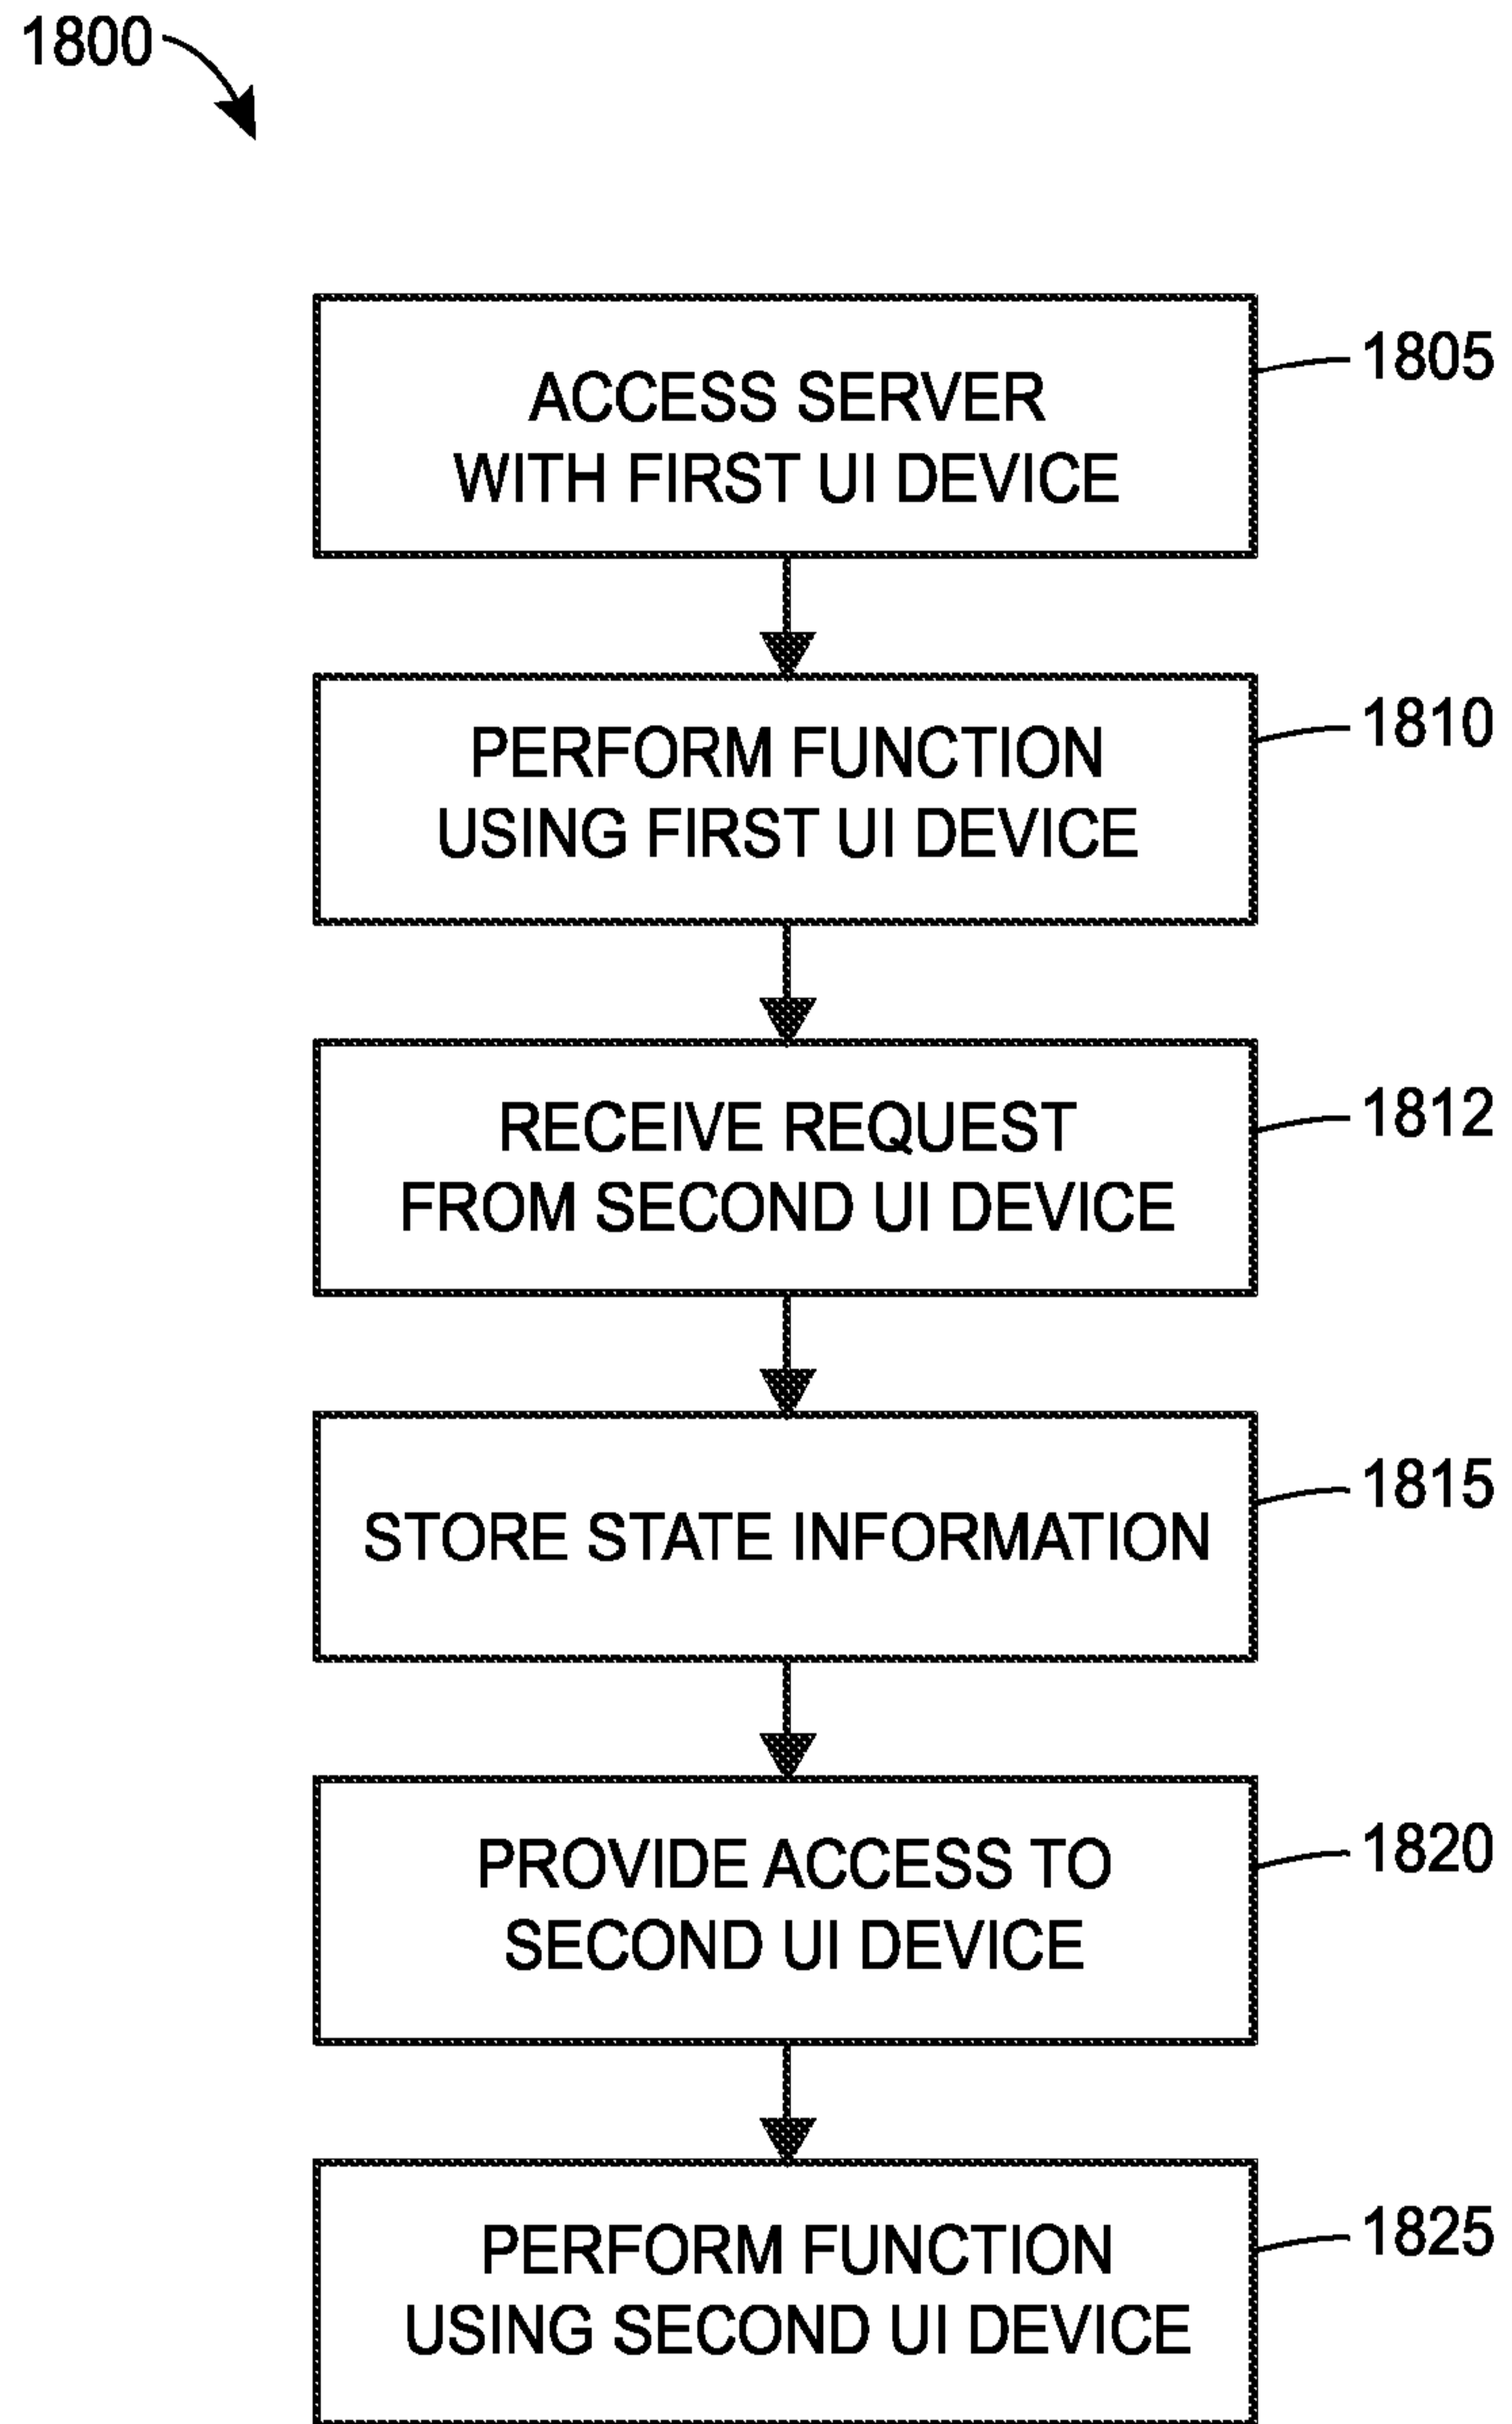 1800
ACCESS SERVER
WITH FIRST UI DEVICE
1805
PERFORM FUNCTION
USING FIRST UI DEVICE
1810
RECEIVE REQUEST
FROM SECOND UI DEVICE
1812
STORE STATE INFORMATION
1815
PROVIDE ACCESS TO
SECOND UI DEVICE
1820
PERFORM FUNCTION
USING SECOND UI DEVICE
1825